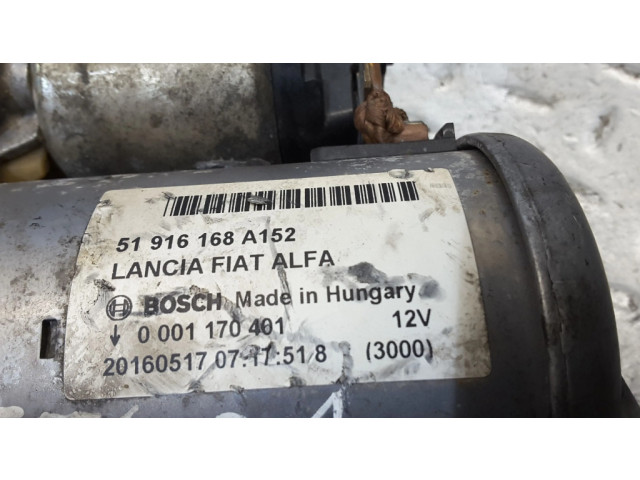 51 916 168 A152
LANCIA FIAT ALFA
BOSCH Made in Hungary
0 001 170 401 12V
20160517 07:17:51 8 (3000)